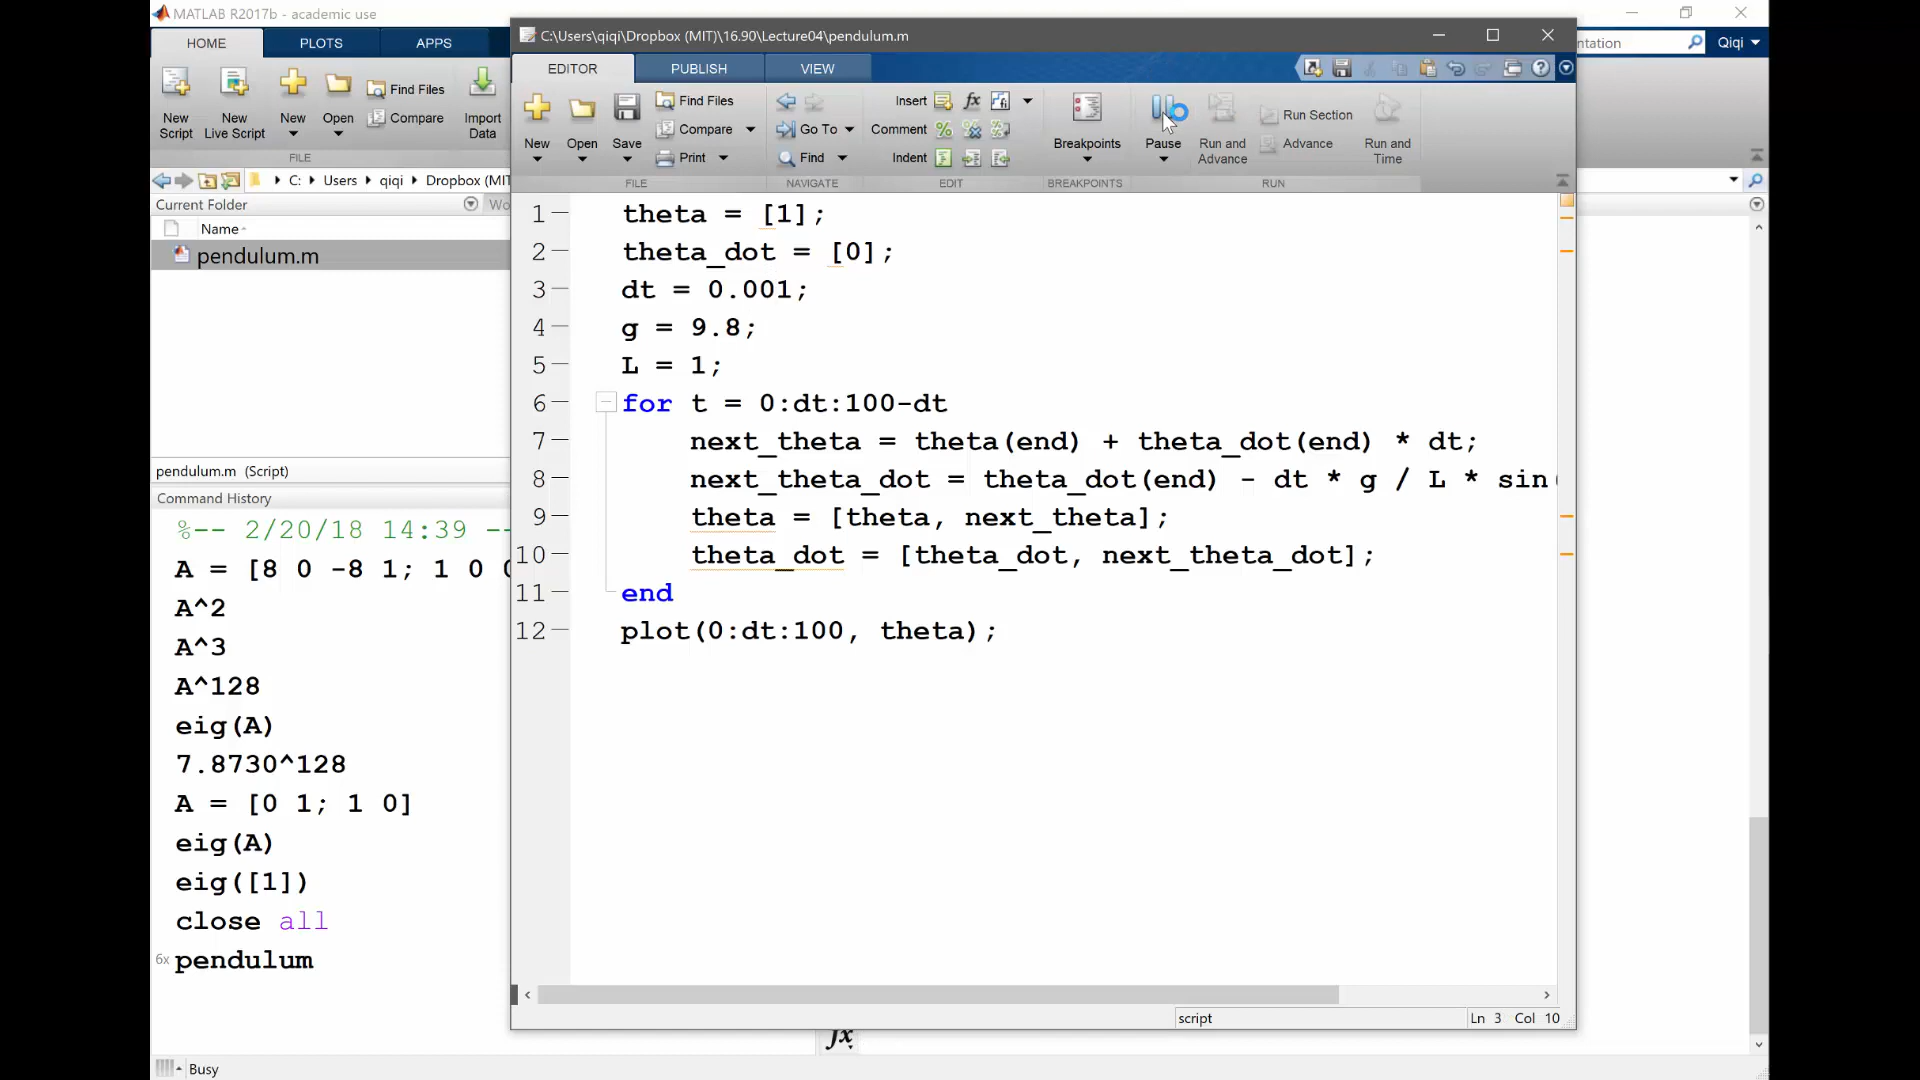 MATLAB R2017b - academic use
HOME PLOTS APPS
New Script
New Live Script
New
Open
Find Files
Compare
Import Data
FILE
C: Users qiqi Dropbox (MI
Current Folder
Wo
Name
pendulum.m
pendulum.m (Script)
Command History
%-- 2/20/18 14:39 --
A = [8 0 -8 1; 1 0 0
A^2
A^3
A^128
eig(A)
7.8730^128
A = [0 1; 1 0]
eig(A)
eig([1])
close all
6x pendulum
Busy
C:\Users\qiqi\Dropbox (MIT)\16.90\Lecture04\pendulum.m
ntation Qiqi
EDITOR PUBLISH VIEW
New
Open
Save
Find Files
Compare
Print
FILE
Go To
Find
NAVIGATE
Insert fx
Comment
Indent
EDIT
Breakpoints
BREAKPOINTS
Pause
Run and Advance
Run Section
Advance
Run and Time
RUN
1 theta = [1];
2 theta_dot = [0];
3 dt = 0.001;
4 g = 9.8;
5 L = 1;
6 for t = 0:dt:100-dt
7 next_theta = theta(end) + theta_dot(end) * dt;
8 next_theta_dot = theta_dot(end) - dt * g / L * sin(
9 theta = [theta, next_theta];
10 theta_dot = [theta_dot, next_theta_dot];
11 end
12 plot(0:dt:100, theta);
script Ln 3 Col 10
fx